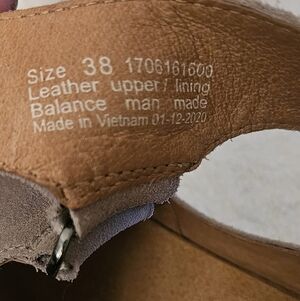 Size 38 1706161600
Leather upper/ lining
Balance man made
Made in Vietnam 01-12-2020